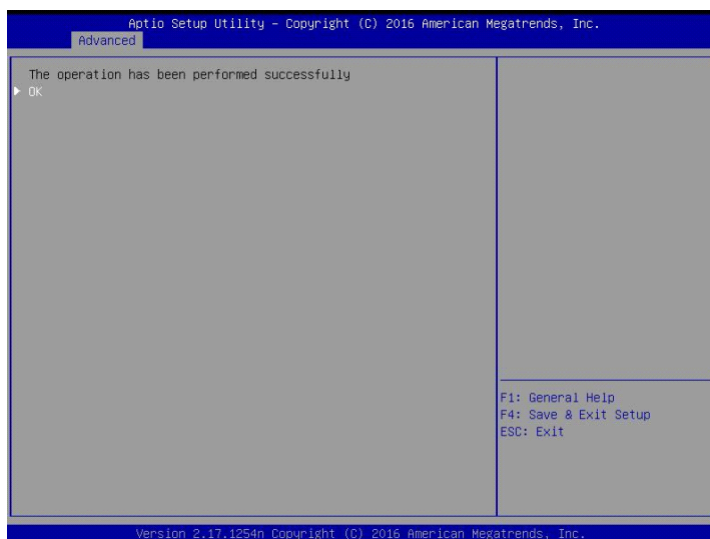 Aptio Setup Utility - Copyright (C) 2016 American Megatrends, Inc.
Advanced
The operation has been performed successfully
OK
F1: General Help
F4: Save & Exit Setup
ESC: Exit
Version 2.17.1254n Copyright (C) 2016 American Megatrends, Inc.